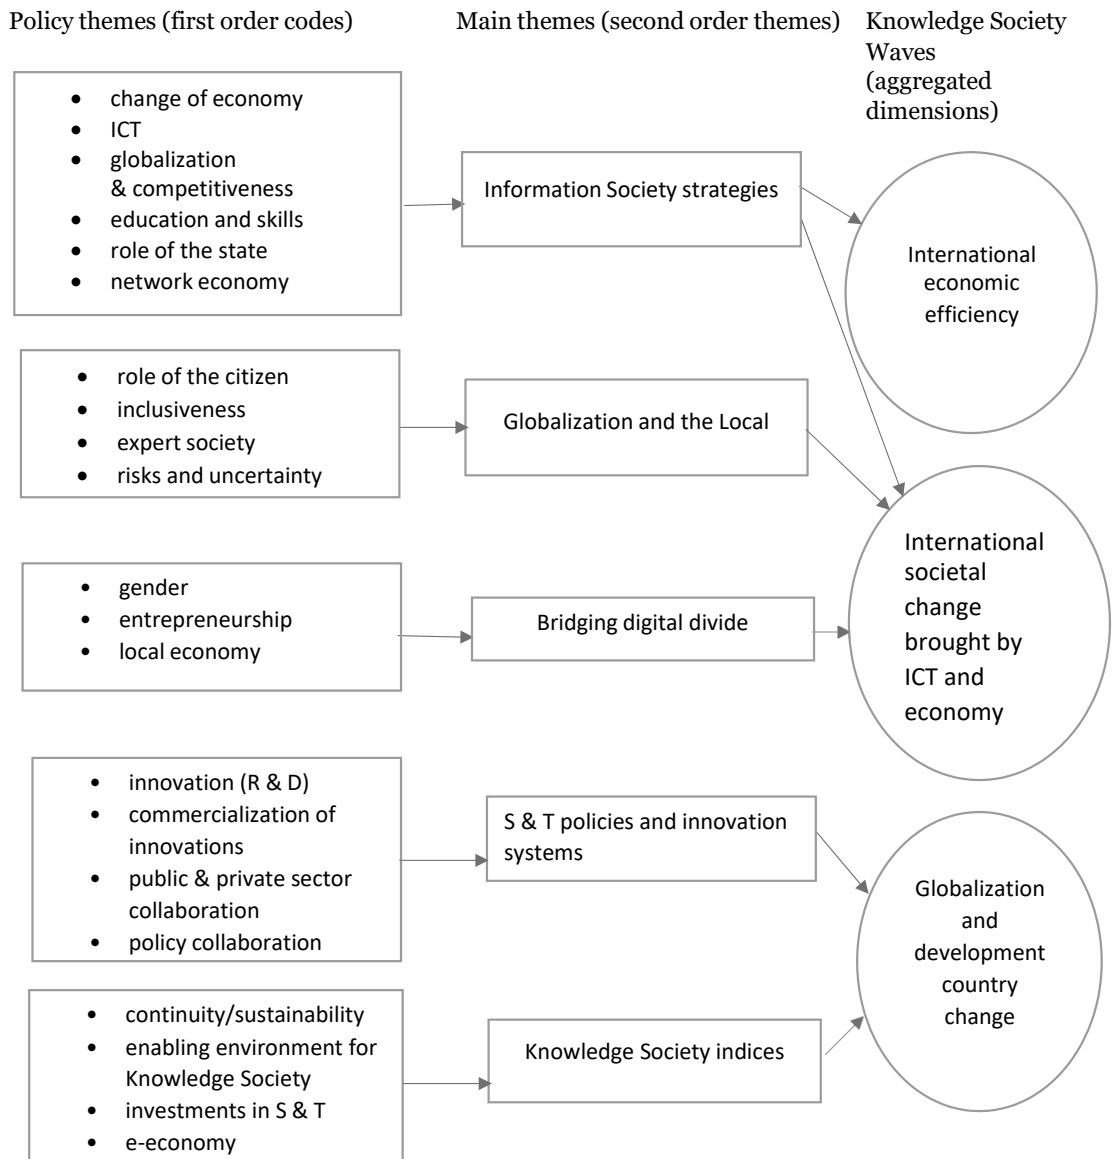 Policy themes (first order codes)
Main themes (second order themes)
Knowledge Society
Waves
(aggregated
dimensions)
• change of economy
• ICT
• globalization
& competitiveness
• education and skills
• role of the state
• network economy
Information Society strategies
International
economic
efficiency
• role of the citizen
• inclusiveness
• expert society
• risks and uncertainty
Globalization and the Local
International
societal
change
brought by
ICT and
economy
• gender
• entrepreneurship
• local economy
Bridging digital divide
• innovation (R & D)
• commercialization of
innovations
• public & private sector
collaboration
• policy collaboration
S & T policies and innovation
systems
Globalization
and
development
country
change
• continuity/sustainability
• enabling environment for
Knowledge Society
• investments in S & T
• e-economy
Knowledge Society indices